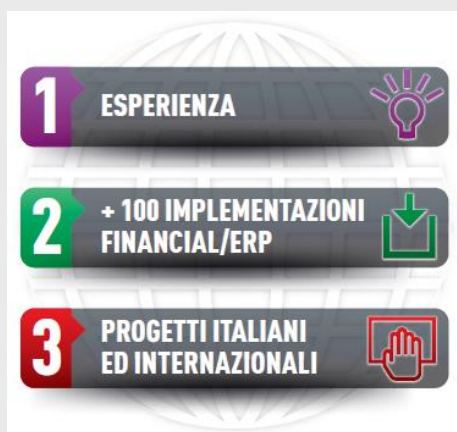 1 ESPERIENZA
2 + 100 IMPLEMENTAZIONI
FINANCIAL/ERP
3 PROGETTI ITALIANI
ED INTERNAZIONALI